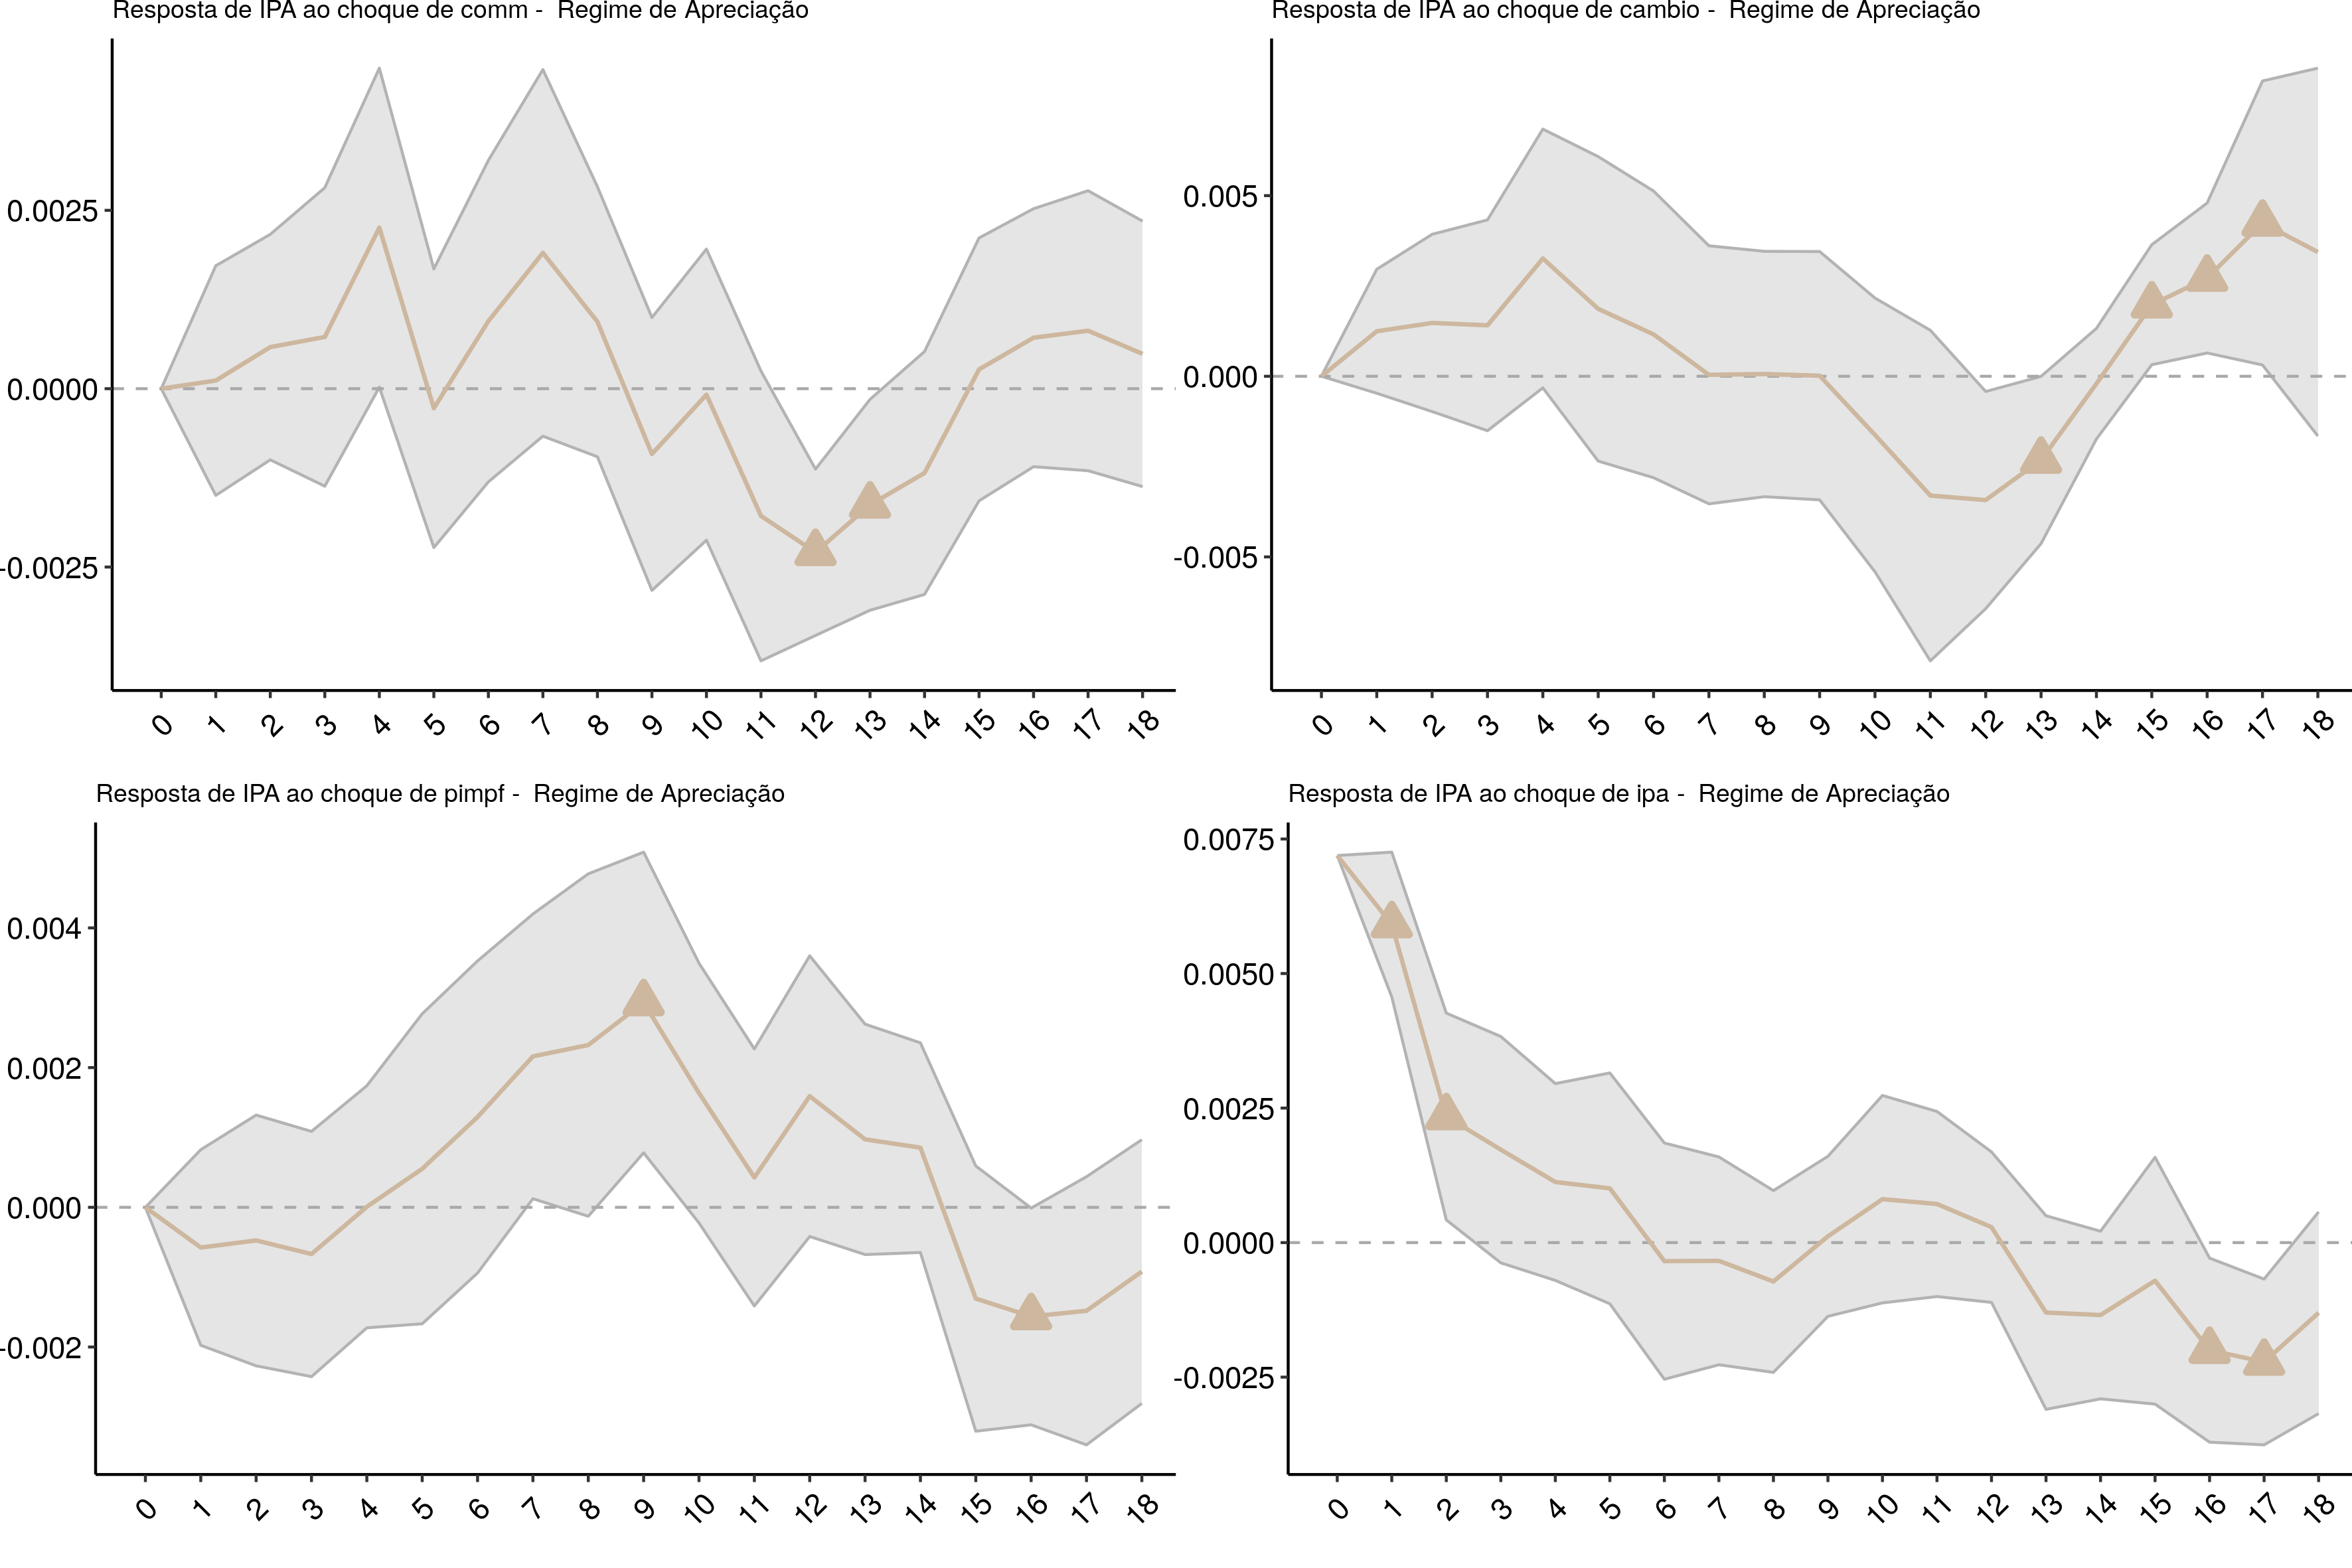 Resposta de IPA ao choque de comm -  Regime de Apreciação
0.0025
0.0000
-0.0025
0 1 2 3 4 5 6 7 8 9 10 11 12 13 14 15 16 17 18
Resposta de IPA ao choque de cambio -  Regime de Apreciação
0.005
0.000
-0.005
0 1 2 3 4 5 6 7 8 9 10 11 12 13 14 15 16 17 18
Resposta de IPA ao choque de pimpf -  Regime de Apreciação
0.004
0.002
0.000
-0.002
0 1 2 3 4 5 6 7 8 9 10 11 12 13 14 15 16 17 18
Resposta de IPA ao choque de ipa -  Regime de Apreciação
0.0075
0.0050
0.0025
0.0000
-0.0025
0 1 2 3 4 5 6 7 8 9 10 11 12 13 14 15 16 17 18